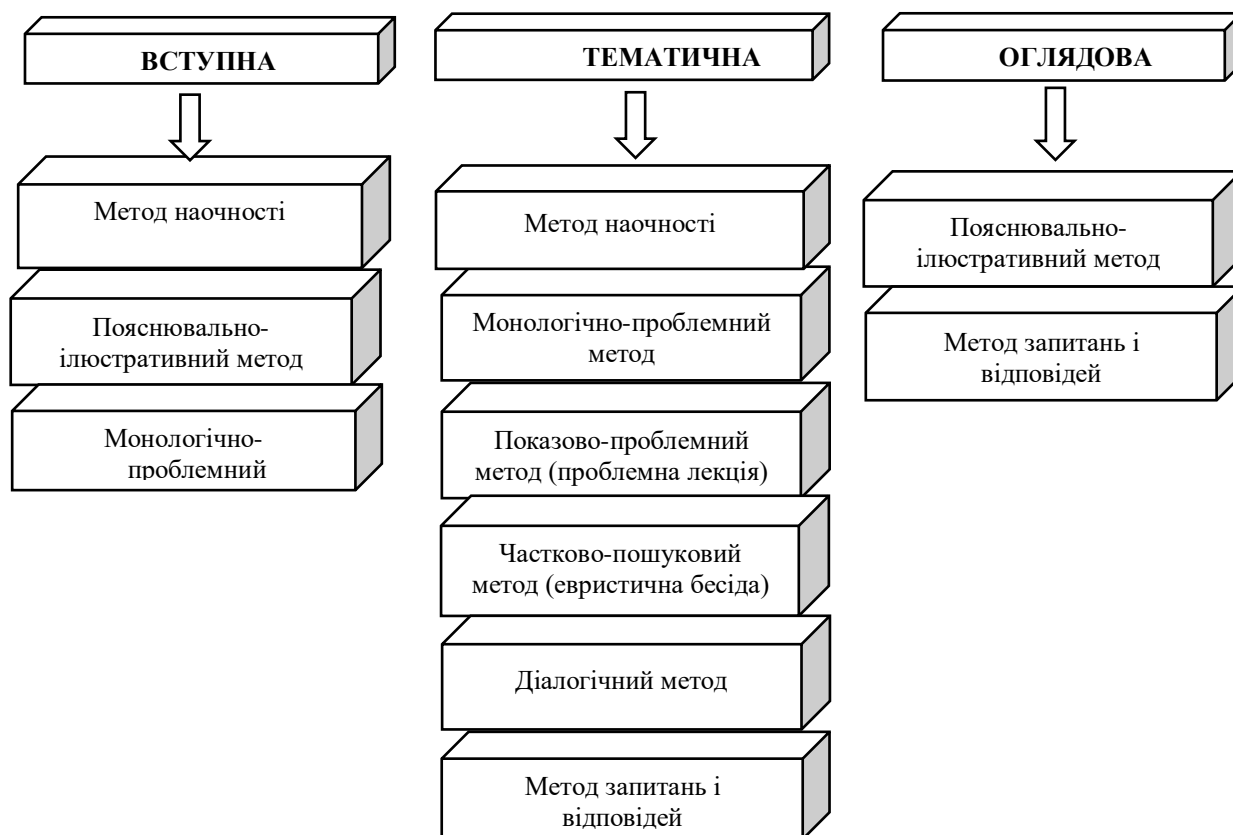 ВСТУПНА
Метод наочності
Пояснювально-
ілюстративний метод
Монологічно-
проблемний
ТЕМАТИЧНА
Метод наочності
Монологічно-проблемний
метод
Показово-проблемний
метод (проблемна лекція)
Частково-пошуковий
метод (евристична бесіда)
Діалогічний метод
Метод запитань і
відповідей
ОГЛЯДОВА
Пояснювально-
ілюстративний метод
Метод запитань і
відповідей